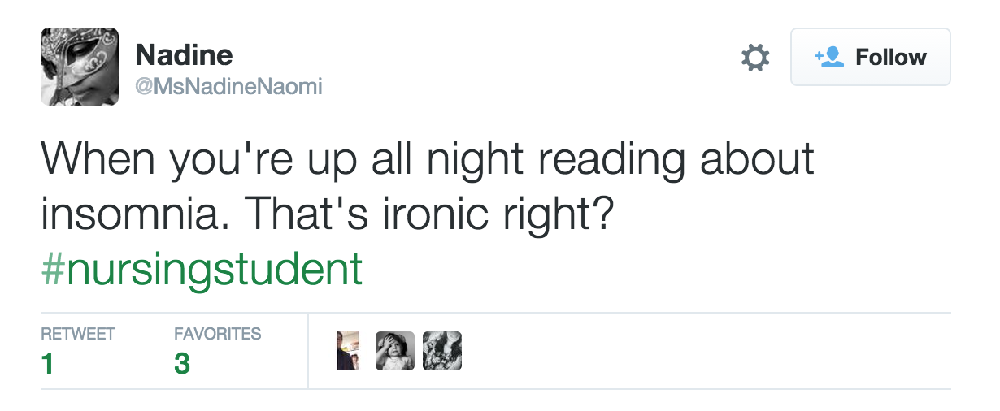 Nadine
@MsNadineNaomi
Follow
When you're up all night reading about
insomnia. That's ironic right?
#nursingstudent
RETWEET FAVORITES
1 3